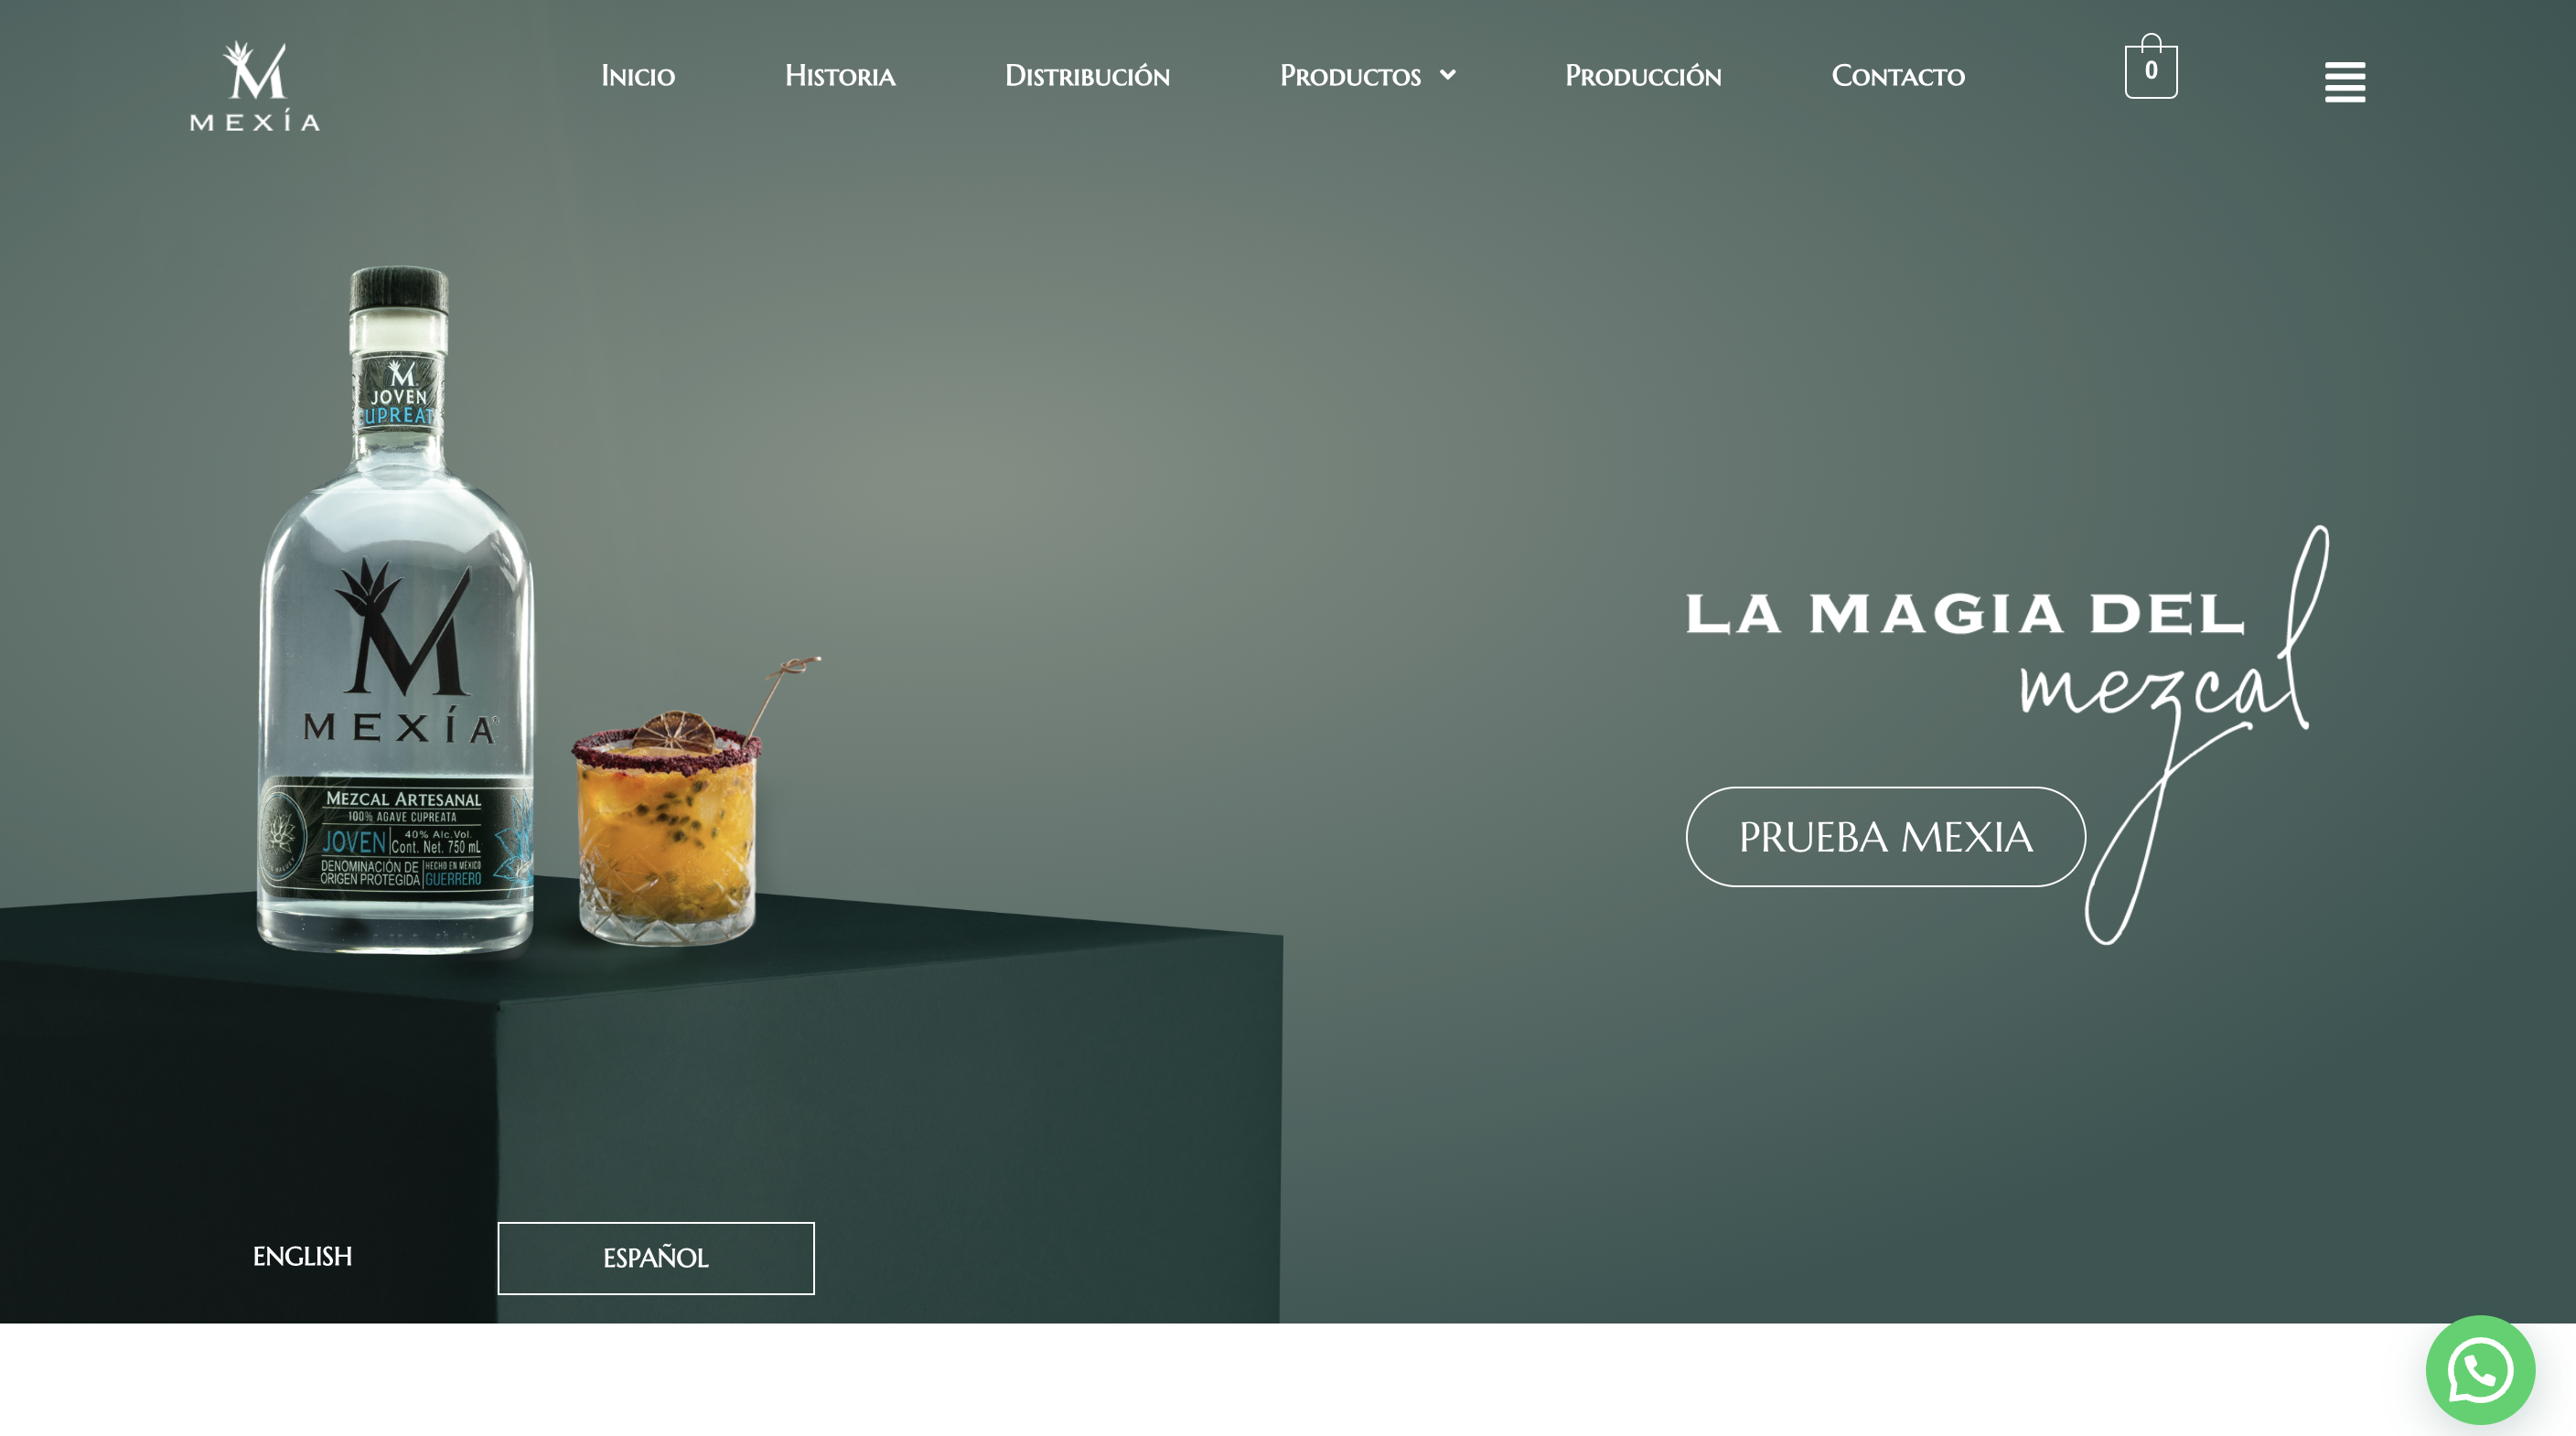 MEXÍA
Inicio
Historia
Distribución
Productos
Producción
Contacto
0
M
JOVEN
CUPREATA
MEXÍA®
MEZCAL ARTESANAL
100% AGAVE CUPREATA
JOVEN
40% Alc.Vol.
Cont. Net. 750 mL
DENOMINACIÓN DE
ORIGEN PROTEGIDA
HECHO EN MÉXICO
GUERRERO
LA MAGIA DEL
mezcal
PRUEBA MEXIA
ENGLISH
ESPAÑOL